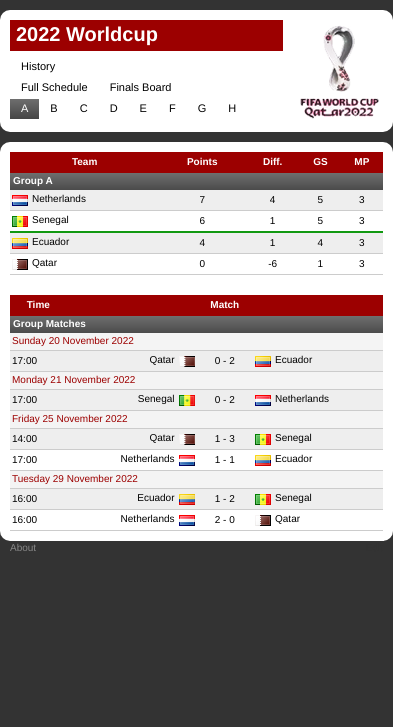 2022 Worldcup
History
Full Schedule Finals Board
A B C D E F G H
FIFA WORLD CUP
Qatar2022
Team Points Diff. GS MP
Group A
Netherlands 7 4 5 3
Senegal 6 1 5 3
Ecuador 4 1 4 3
Qatar 0 -6 1 3
Time Match
Group Matches
Sunday 20 November 2022
17:00 Qatar 0 - 2 Ecuador
Monday 21 November 2022
17:00 Senegal 0 - 2 Netherlands
Friday 25 November 2022
14:00 Qatar 1 - 3 Senegal
17:00 Netherlands 1 - 1 Ecuador
Tuesday 29 November 2022
16:00 Ecuador 1 - 2 Senegal
16:00 Netherlands 2 - 0 Qatar
About